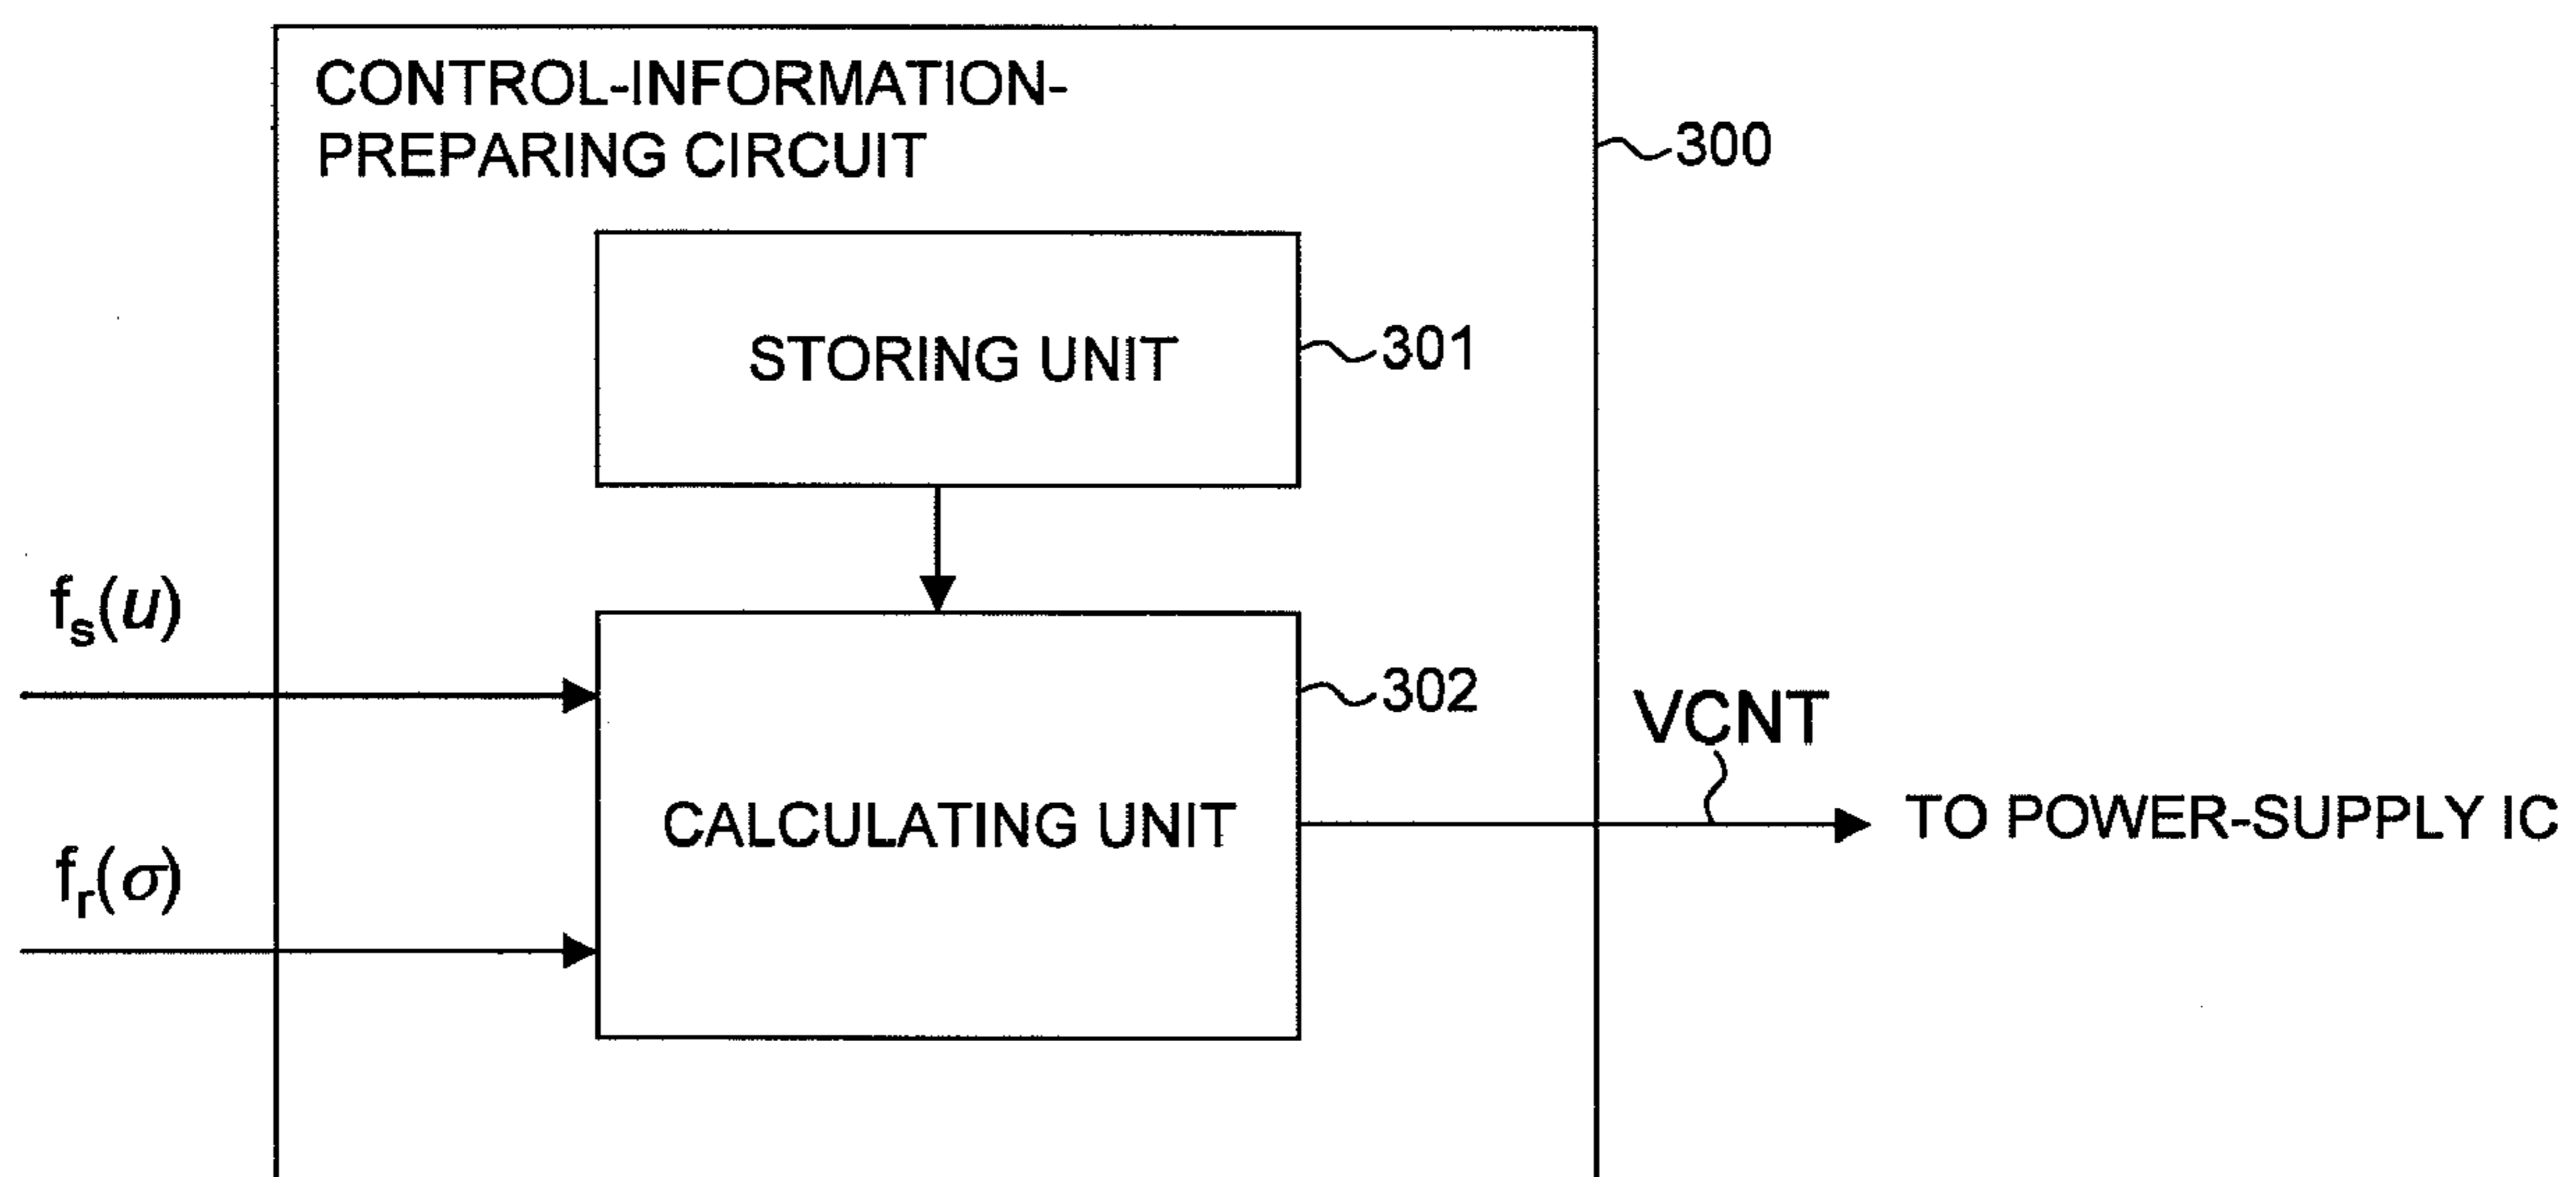 CONTROL-INFORMATION-
PREPARING CIRCUIT
300
STORING UNIT
301
fs(u)
302
VCNT
CALCULATING UNIT
TO POWER-SUPPLY IC
fr(σ)